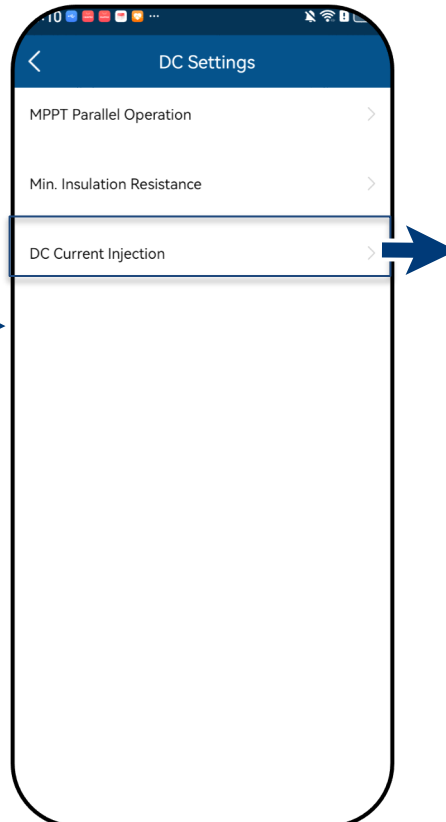 DC Settings
MPPT Parallel Operation
Min. Insulation Resistance
DC Current Injection